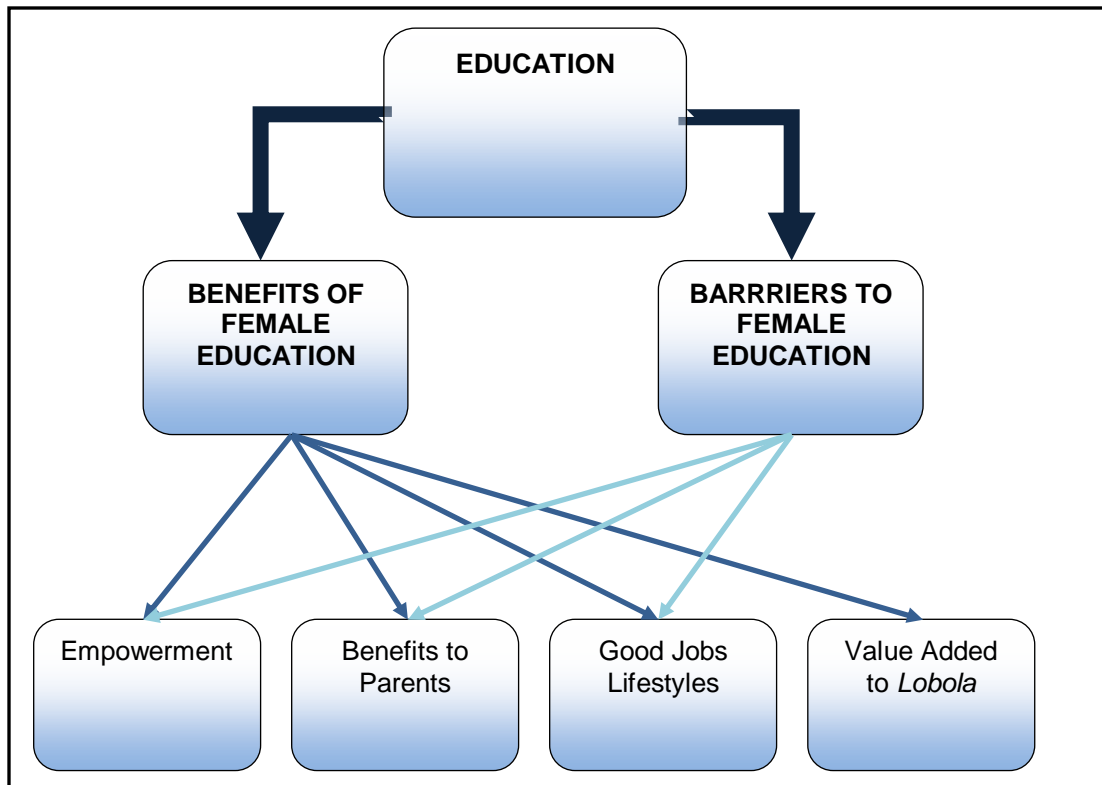 EDUCATION
BENEFITS OF
FEMALE
EDUCATION
BARRRIERS TO
FEMALE
EDUCATION
Empowerment
Benefits to
Parents
Good Jobs
Lifestyles
Value Added
to Lobola